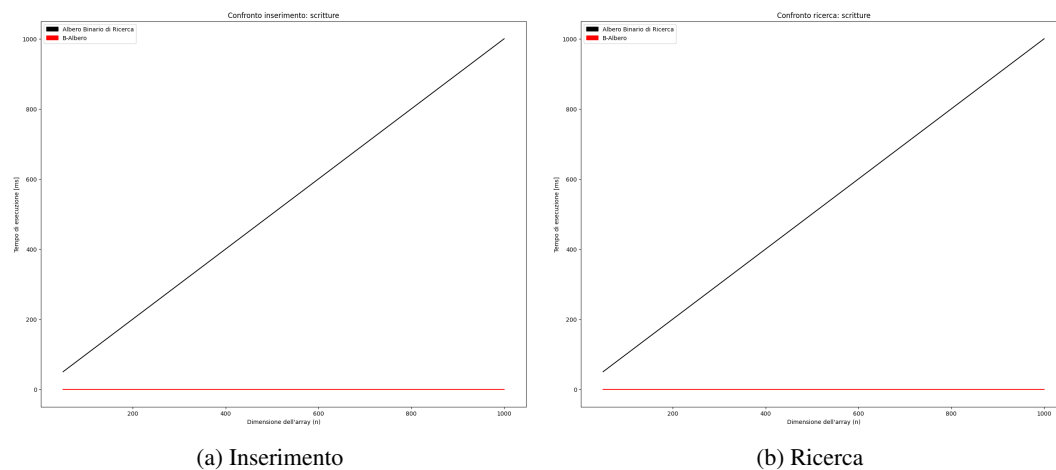 Confronto inserimento: scritture
Albero Binario di Ricerca
B-Albero
Tempo di esecuzione [ms]
1000
800
600
400
200
0
200
400
600
800
1000
Dimensione dell'array (n)
(a) Inserimento
Confronto ricerca: scritture
Albero Binario di Ricerca
B-Albero
Tempo di esecuzione [ms]
1000
800
600
400
200
0
200
400
600
800
1000
Dimensione dell'array (n)
(b) Ricerca